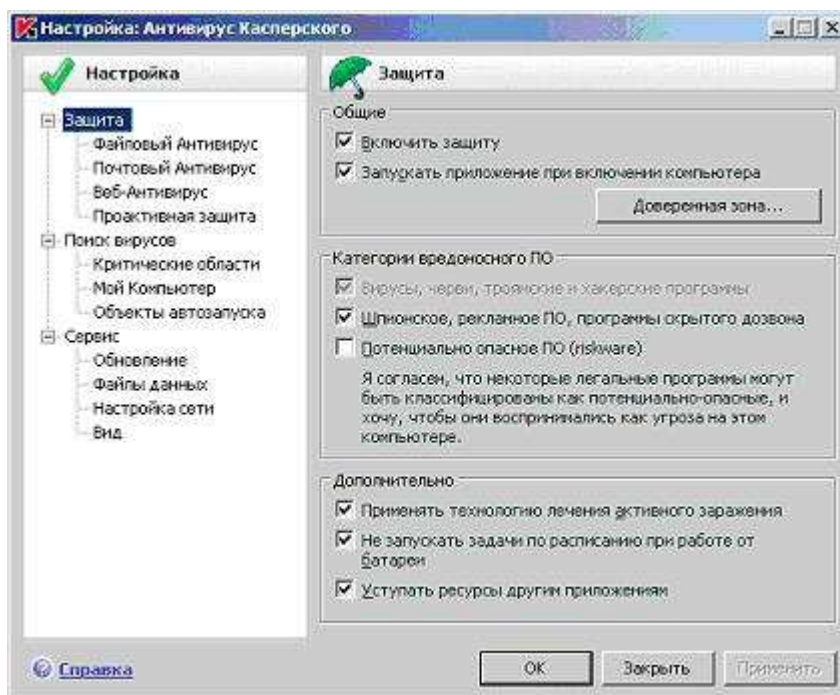 Настройка: Антивирус Касперского
Настройка
Защита
Файловый Антивирус
Почтовый Антивирус
Веб-Антивирус
Проактивная защита
Поиск вирусов
Критические области
Мой Компьютер
Объекты автозапуска
Сервис
Обновление
Файлы данных
Настройка сети
Вид
Защита
Общие
Включить защиту
Запускать приложение при включении компьютера
Доверенная зона...
Категории вредоносного ПО
Вирусы, черви, троянские и хакерские программы
Шпионское, рекламное ПО, программы скрытого дозвона
Потенциально опасное ПО (riskware)
Я согласен, что некоторые легальные программы могут
быть классифицированы как потенциально-опасные, и
хочу, чтобы они воспринимались как угроза на этом
компьютере.
Дополнительно
Применять технологию лечения активного заражения
Не запускать задачи по расписанию при работе от
батареи
Уступать ресурсы другим приложениям
Справка
OK
Закрыть
Применить